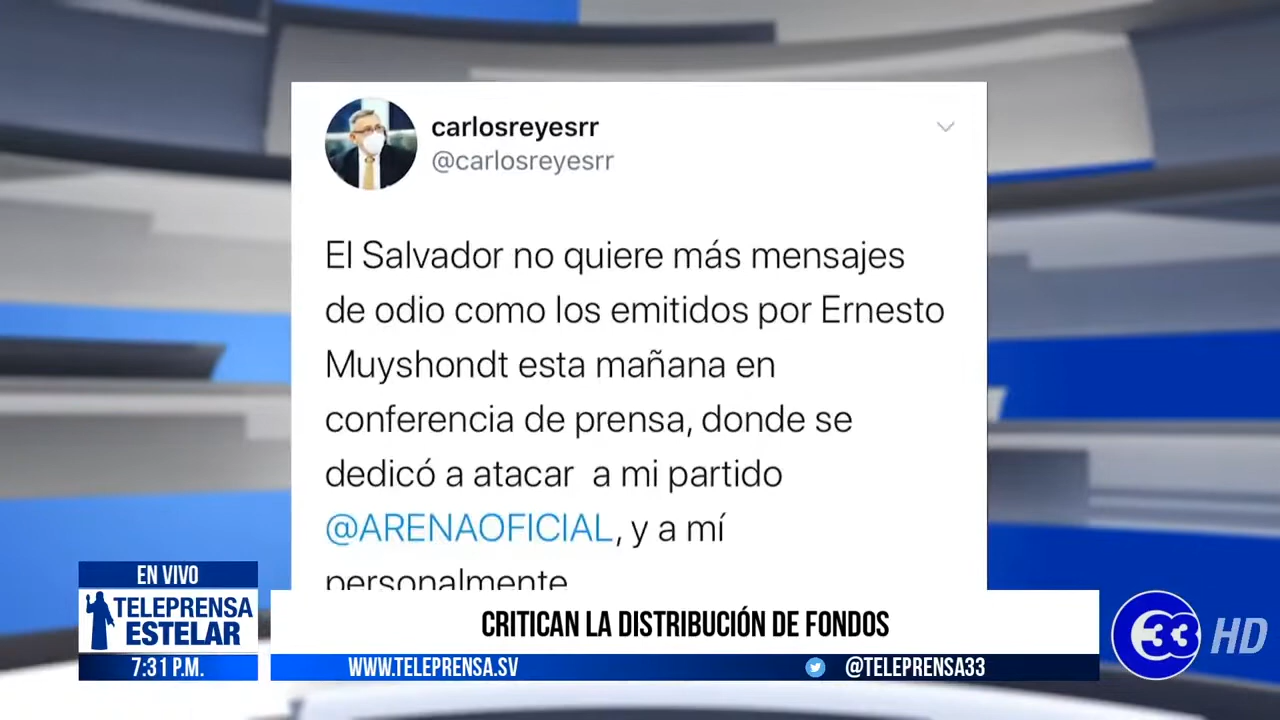 carlosreyesrr
@carlosreyesrr
El Salvador no quiere más mensajes
de odio como los emitidos por Ernesto
Muyshondt esta mañana en
conferencia de prensa, donde se
dedicó a atacar  a mi partido
@ARENAOFICIAL, y a mí
personalmente
EN VIVO
TELEPRENSA
ESTELAR
7:31 P.M.
CRITICAN LA DISTRIBUCIÓN DE FONDOS
WWW.TELEPRENSA.SV
@TELEPRENSA33
33 HD